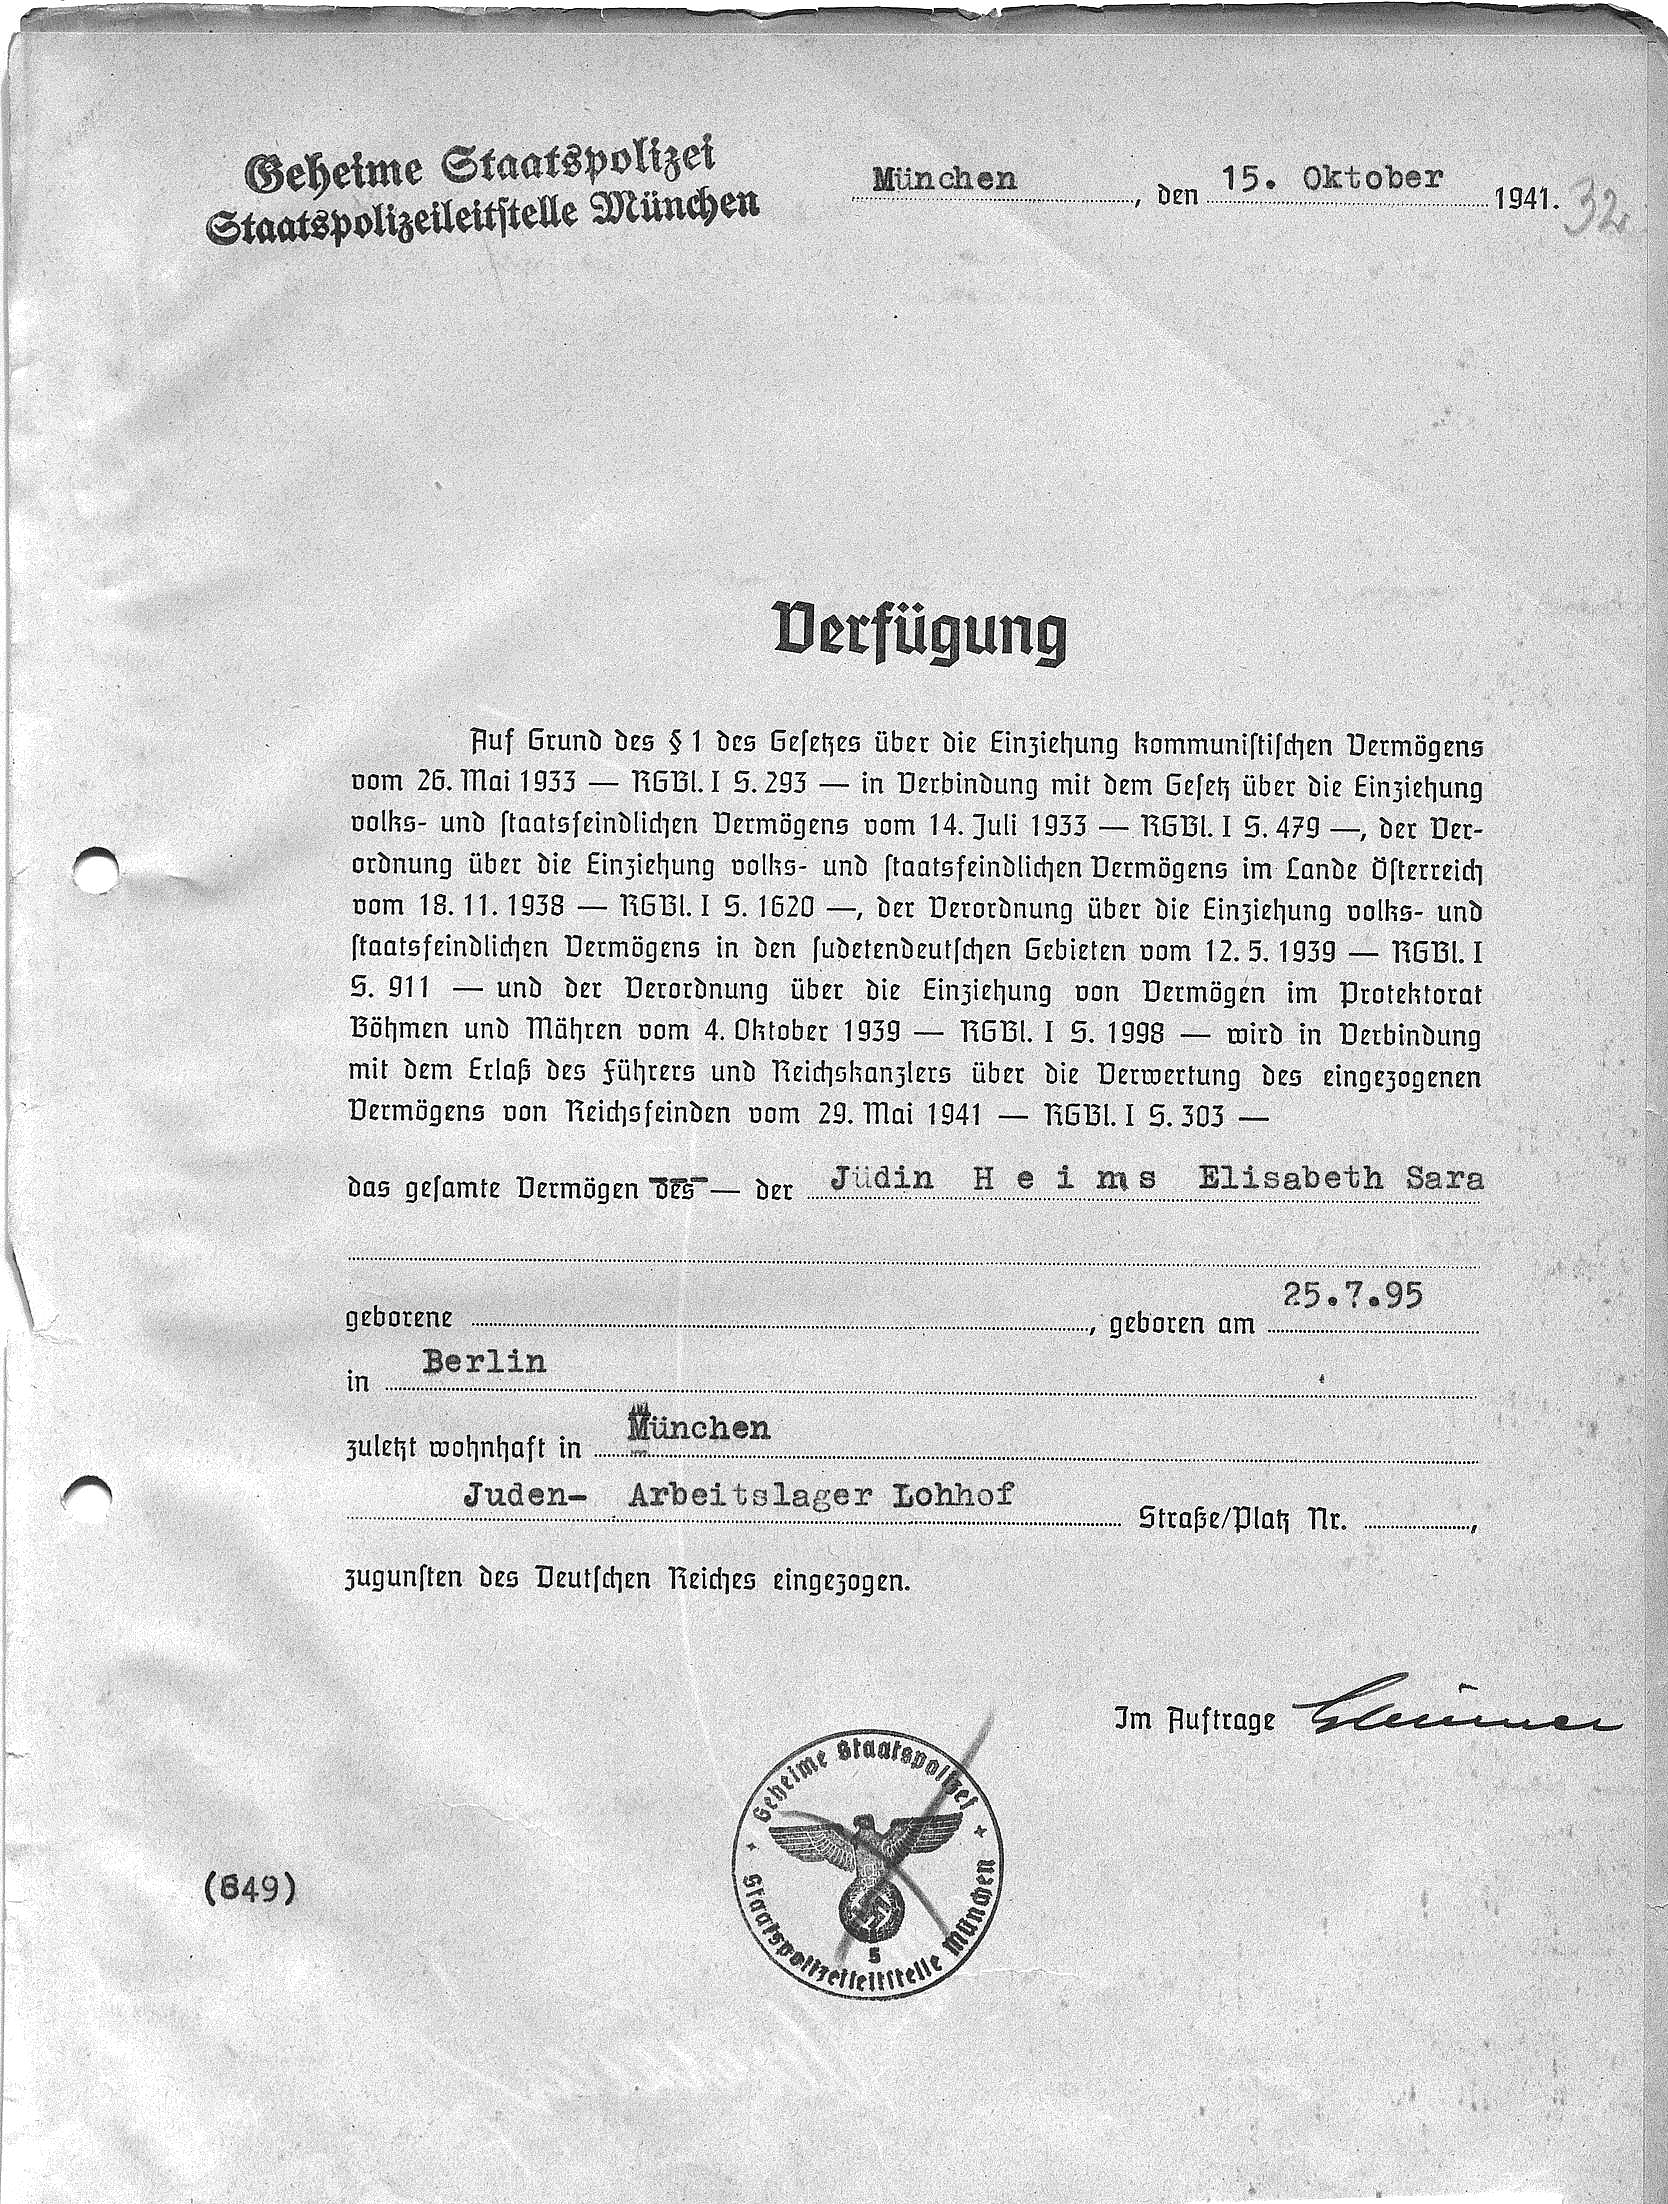 Geheime Staatspolizei
Staatspolizeileitstelle München
München, den 15. Oktober 1941.
32
Verfügung
Auf Grund des § 1 des Gesetzes über die Einziehung kommunistischen Vermögens
vom 26. Mai 1933 — RGBl. I S. 293 — in Verbindung mit dem Gesetz über die Einziehung
volks- und staatsfeindlichen Vermögens vom 14. Juli 1933 — RGBl. I S. 479 —, der Ver-
ordnung über die Einziehung volks- und staatsfeindlichen Vermögens im Lande Österreich
vom 18. 11. 1938 — RGBl. I S. 1620 —, der Verordnung über die Einziehung volks- und
staatsfeindlichen Vermögens in den sudetendeutschen Gebieten vom 12. 5. 1939 — RGBl. I
S. 911 — und der Verordnung über die Einziehung von Vermögen im Protektorat
Böhmen und Mähren vom 4. Oktober 1939 — RGBl. I S. 1998 — wird in Verbindung
mit dem Erlaß des Führers und Reichskanzlers über die Verwertung des eingezogenen
Vermögens von Reichsfeinden vom 29. Mai 1941 — RGBl. I S. 303 —
das gesamte Vermögen des — der Jüdin H e i m s Elisabeth Sara
geborene , geboren am 25.7.95
in Berlin
zuletzt wohnhaft in München
Juden- Arbeitslager Lohhof Straße/Platz Nr. ,
zugunsten des Deutschen Reiches eingezogen.
Im Auftrage
Geheime Staatspolizei
Staatspolizeileitstelle München
5
(649)